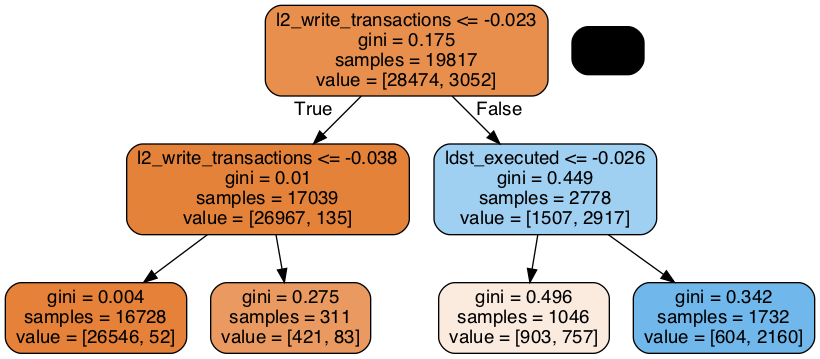 l2_write_transactions <= -0.023
gini = 0.175
samples = 19817
value = [28474, 3052]
True
False
l2_write_transactions <= -0.038
gini = 0.01
samples = 17039
value = [26967, 135]
ldst_executed <= -0.026
gini = 0.449
samples = 2778
value = [1507, 2917]
gini = 0.004
samples = 16728
value = [26546, 52]
gini = 0.275
samples = 311
value = [421, 83]
gini = 0.496
samples = 1046
value = [903, 757]
gini = 0.342
samples = 1732
value = [604, 2160]